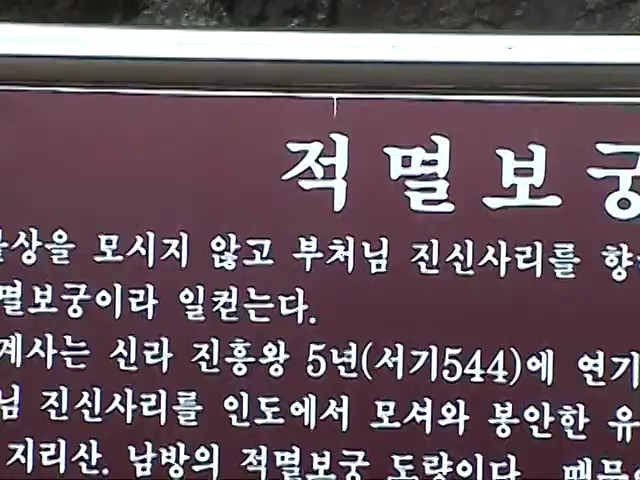 적멸보궁
상을 모시지 않고 부처님 진신사리를
멸보궁이라 일컫는다.
계사는 신라 진흥왕 5년(서기544)에 연기
님 진신사리를 인도에서 모셔와 봉안한 유
지리산. 남방의 적멸보궁 도량이다.